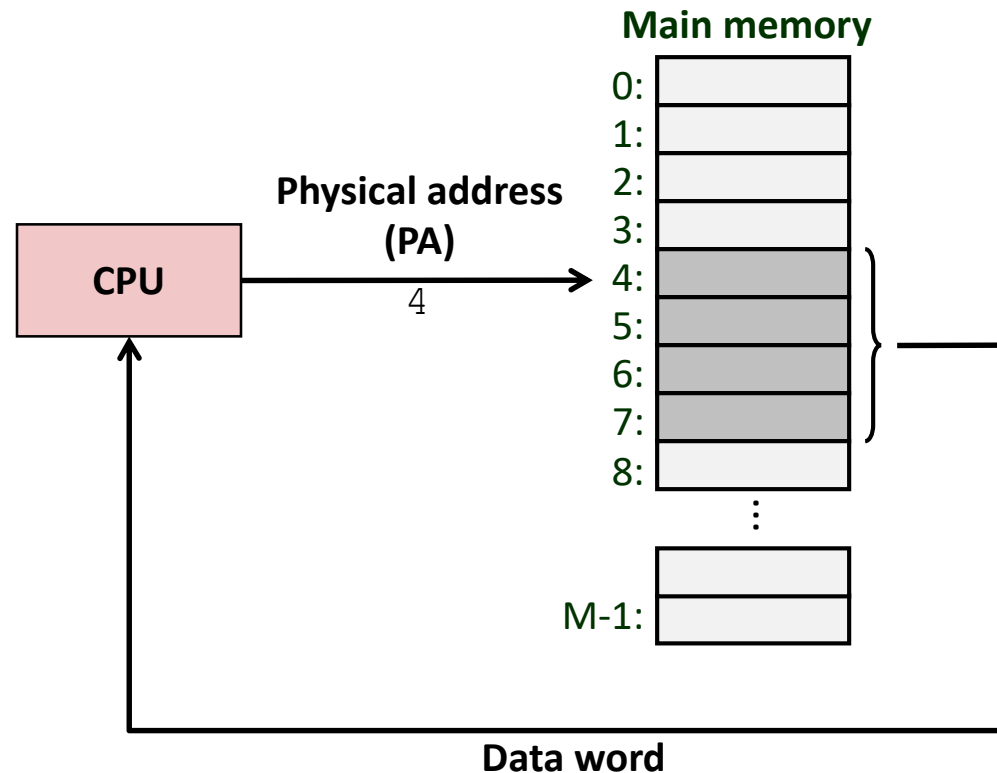 Main memory
0:
1:
2:
Physical address
(PA)
3:
CPU
4
4:
5:
6:
7:
8:
...
M-1:
Data word